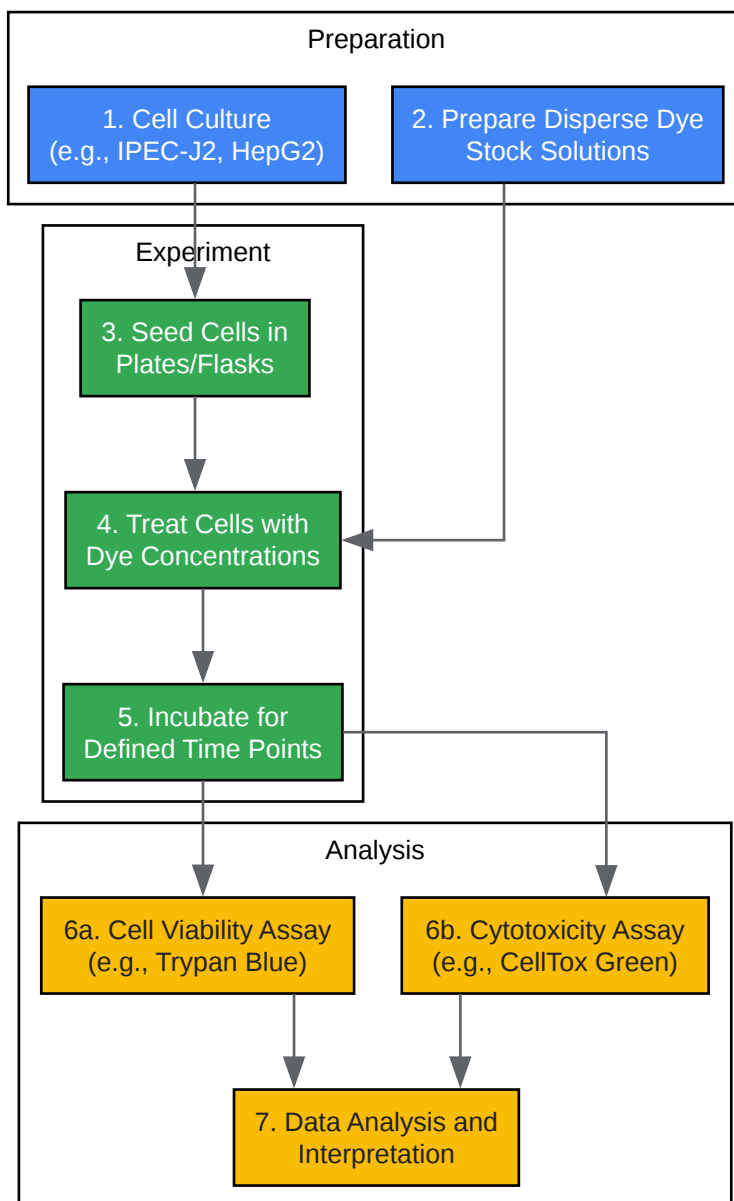 Preparation
1. Cell Culture
(e.g., IPEC-J2, HepG2)
2. Prepare Disperse Dye
Stock Solutions
Experiment
3. Seed Cells in
Plates/Flasks
4. Treat Cells with
Dye Concentrations
5. Incubate for
Defined Time Points
Analysis
6a. Cell Viability Assay
(e.g., Trypan Blue)
6b. Cytotoxicity Assay
(e.g., CellTox Green)
7. Data Analysis and
Interpretation